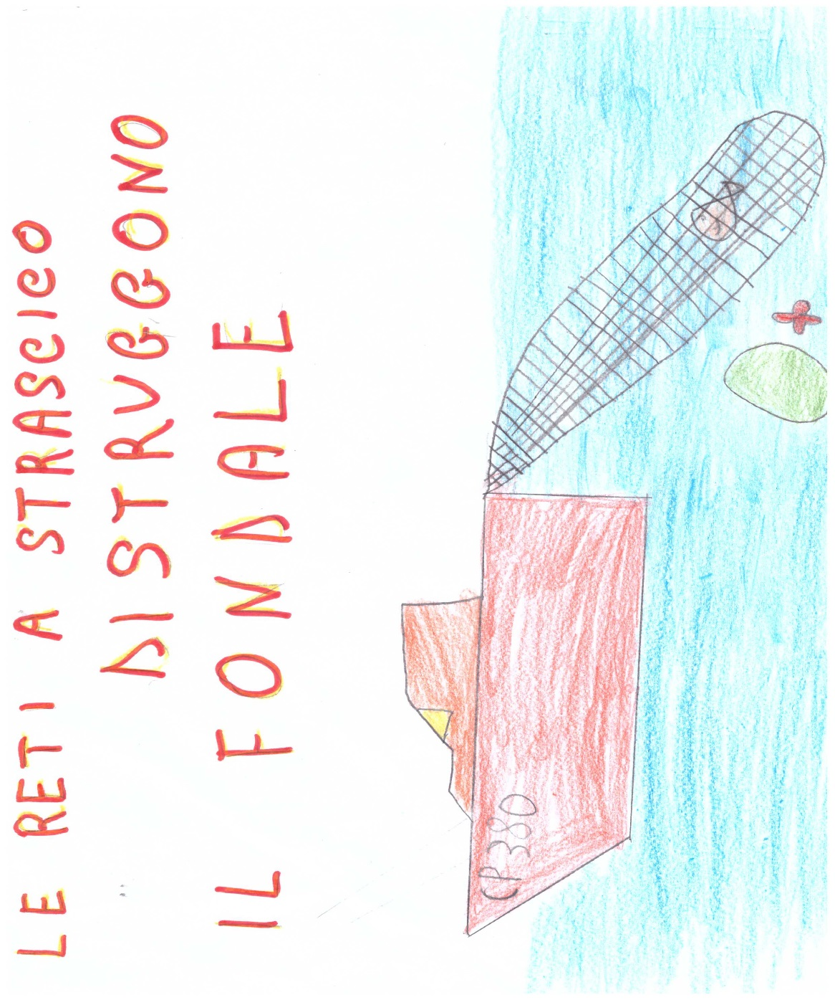 LE RETI A STRASCICO
DISTRUGGONO
IL FONDALE
CP380